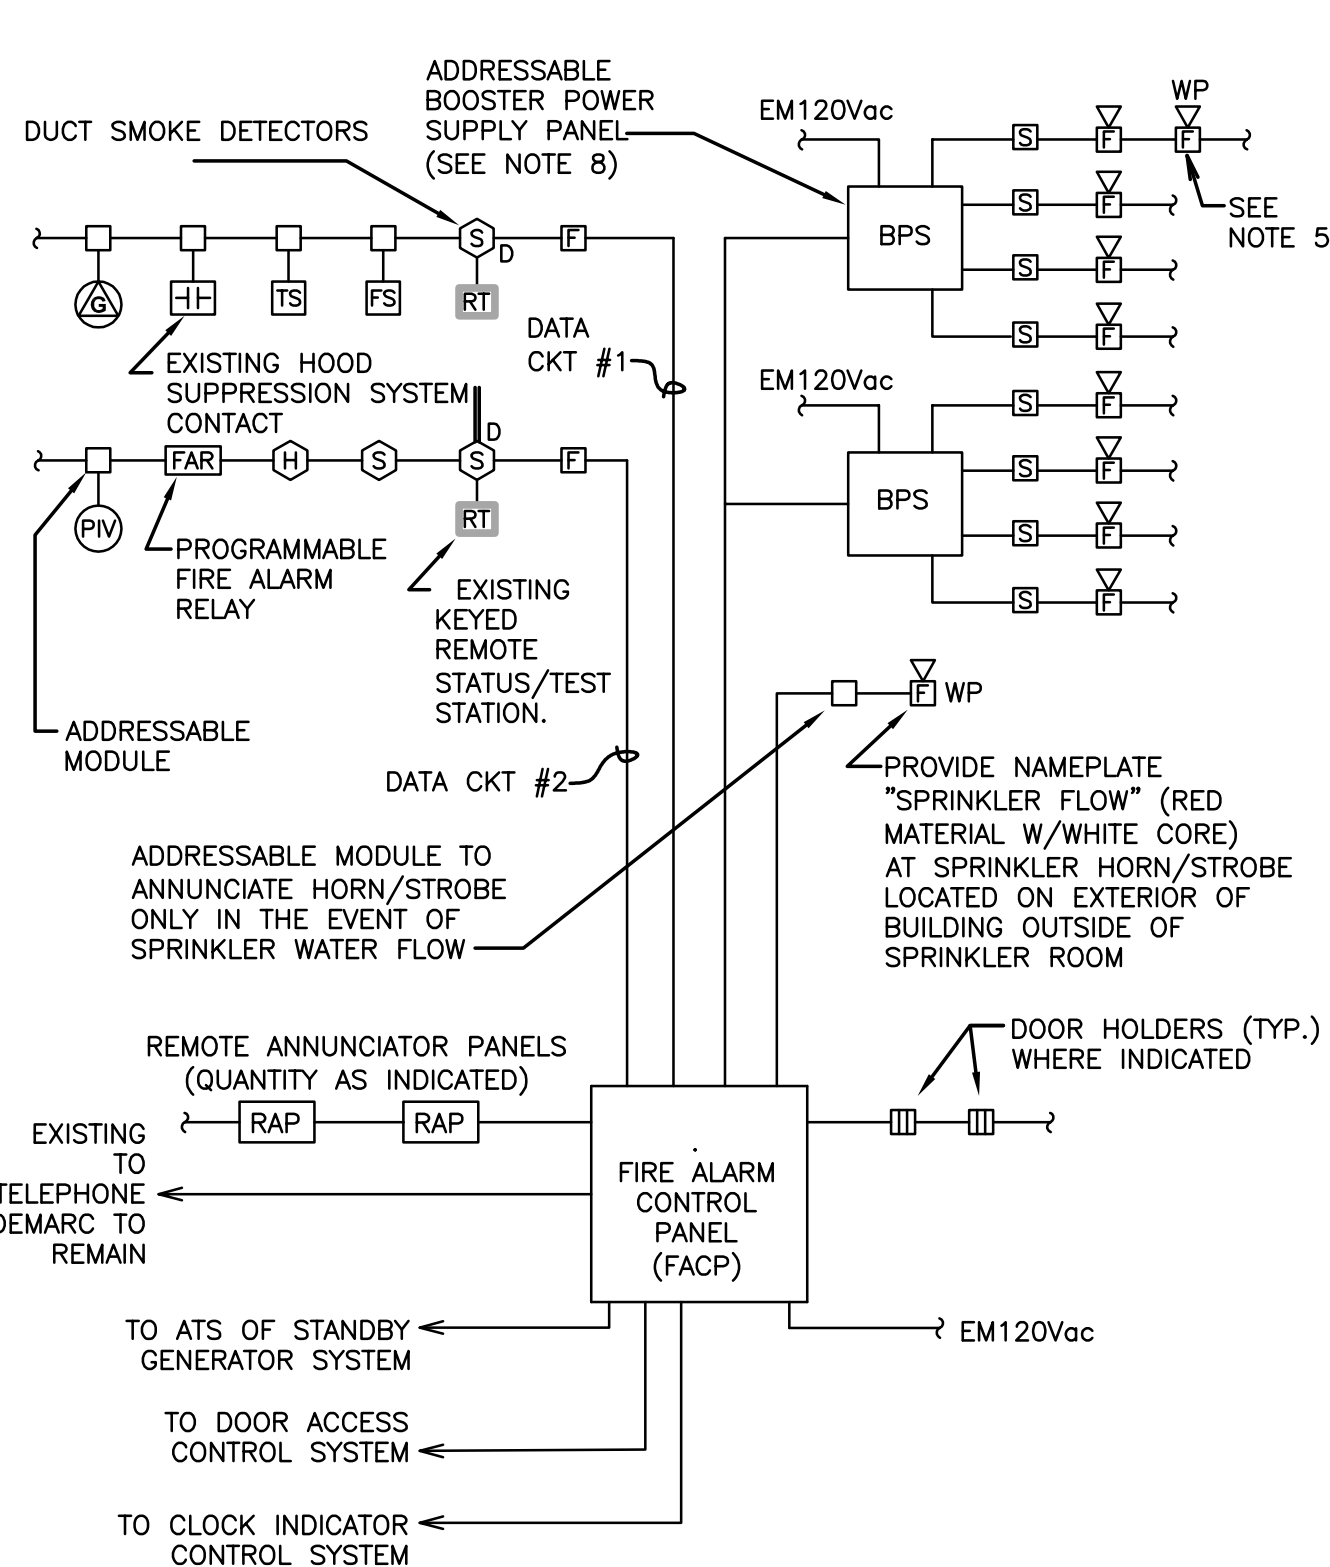 ADDRESSABLE
BOOSTER POWER
SUPPLY PANEL
(SEE NOTE 8)
DUCT SMOKE DETECTORS
EM120Vac
WP
S F F
S F
SEE
NOTE 5
BPS
S F
S F
S D F
G
TS
FS
RT
DATA
CKT #1
EXISTING HOOD
SUPPRESSION SYSTEM
CONTACT
EM120Vac
S F
S F
BPS
S F
S F
D
FAR H S S F
PIV
RT
PROGRAMMABLE
FIRE ALARM
RELAY
EXISTING
KEYED
REMOTE
STATUS/TEST
STATION.
F WP
ADDRESSABLE
MODULE
DATA CKT #2
PROVIDE NAMEPLATE
"SPRINKLER FLOW" (RED
MATERIAL W/WHITE CORE)
AT SPRINKLER HORN/STROBE
LOCATED ON EXTERIOR OF
BUILDING OUTSIDE OF
SPRINKLER ROOM
ADDRESSABLE MODULE TO
ANNUNCIATE HORN/STROBE
ONLY IN THE EVENT OF
SPRINKLER WATER FLOW
REMOTE ANNUNCIATOR PANELS
(QUANTITY AS INDICATED)
DOOR HOLDERS (TYP.)
WHERE INDICATED
RAP RAP
EXISTING
TO
TELEPHONE
DEMARC TO
REMAIN
FIRE ALARM
CONTROL
PANEL
(FACP)
TO ATS OF STANDBY
GENERATOR SYSTEM
EM120Vac
TO DOOR ACCESS
CONTROL SYSTEM
TO CLOCK INDICATOR
CONTROL SYSTEM